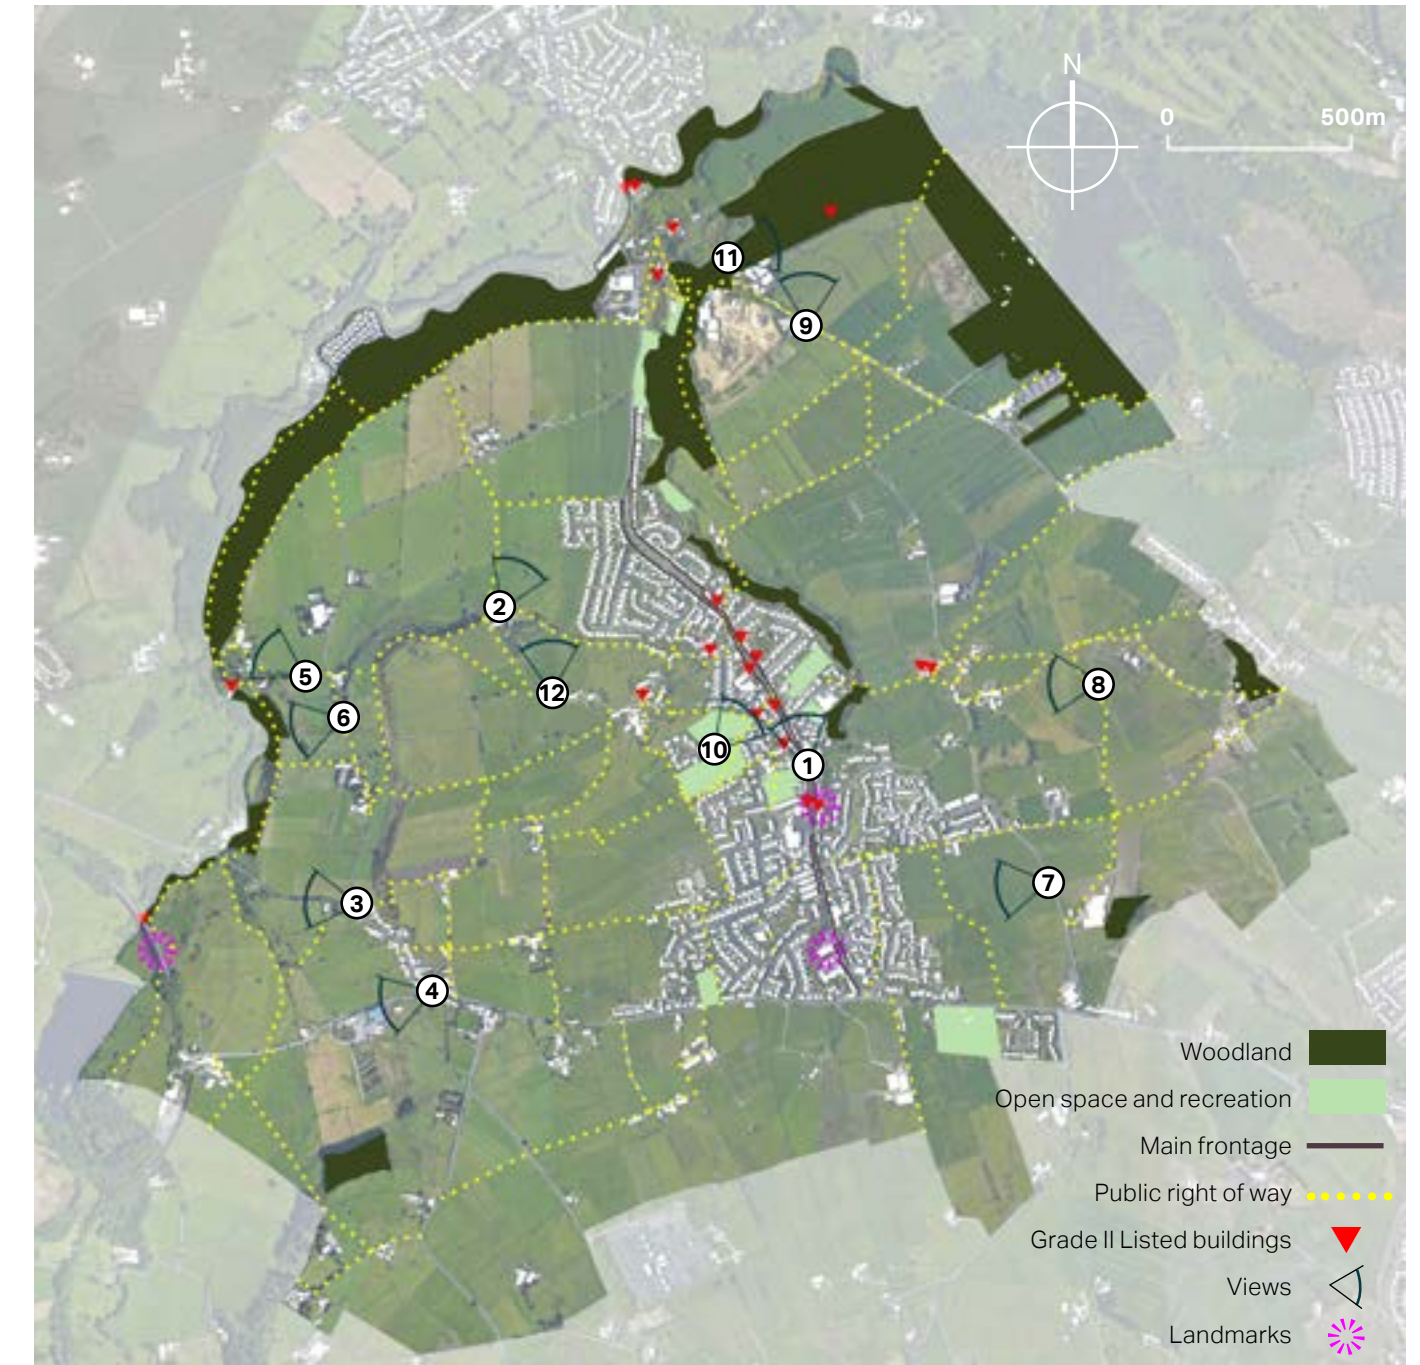 N
0 500m
11
9
2
5
12
8
6
10
1
7
3
4
Woodland
Open space and recreation
Main frontage
Public right of way
Grade II Listed buildings
Views
Landmarks